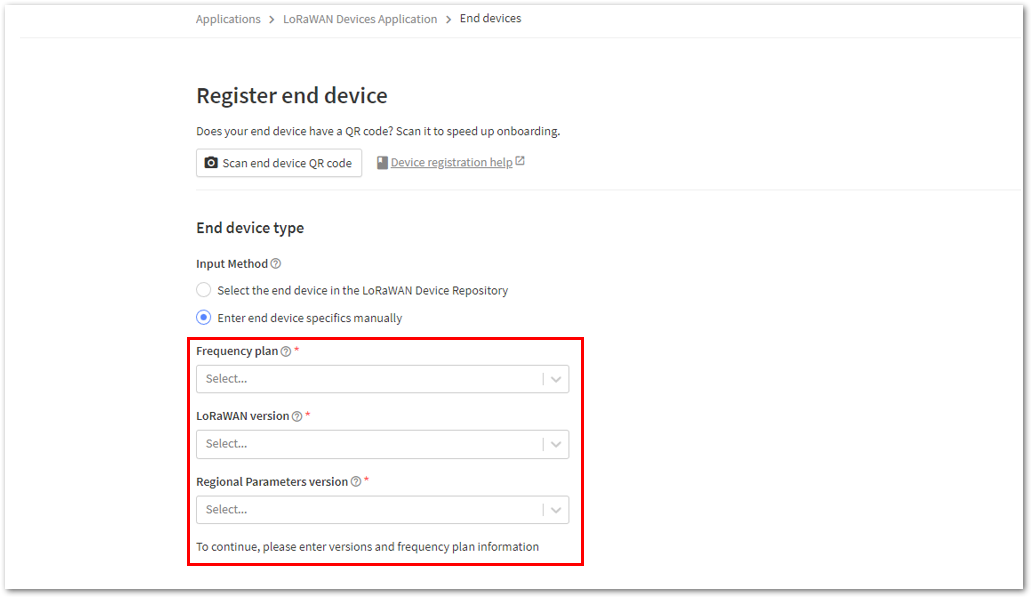 Applications > LoRaWAN Devices Application > End devices
Register end device
Does your end device have a QR code? Scan it to speed up onboarding.
Scan end device QR code Device registration help
End device type
Input Method
Select the end device in the LoRaWAN Device Repository
Enter end device specifics manually
Frequency plan *
Select...
LoRaWAN version *
Select...
Regional Parameters version *
Select...
To continue, please enter versions and frequency plan information